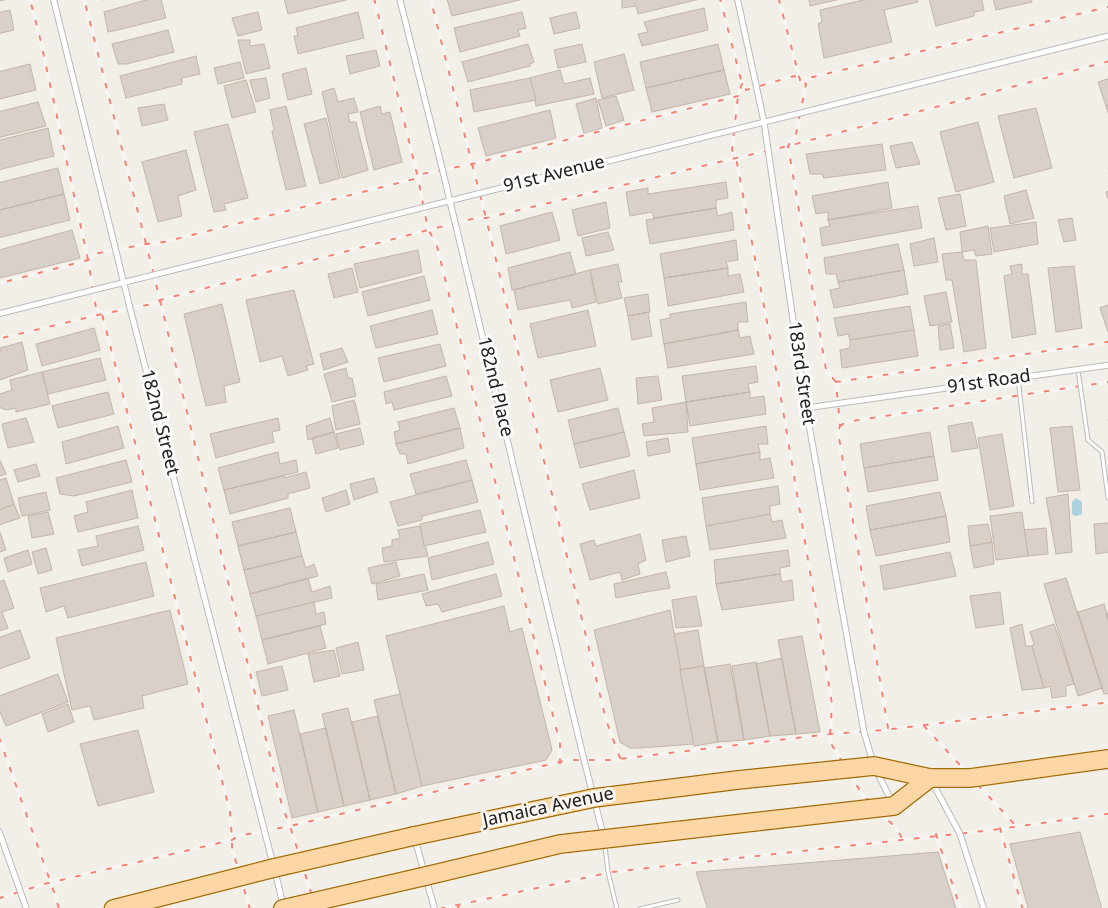 91st Avenue
182nd Street
182nd Place
183rd Street
91st Road
Jamaica Avenue